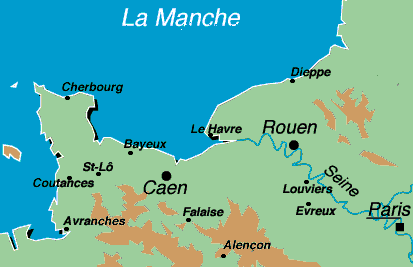 La Manche
Dieppe
Cherbourg
Le Havre
Rouen
Bayeux
St-Lô
Seine
Coutances
Caen
Louviers
Evreux
Paris
Avranches
Falaise
Alençon